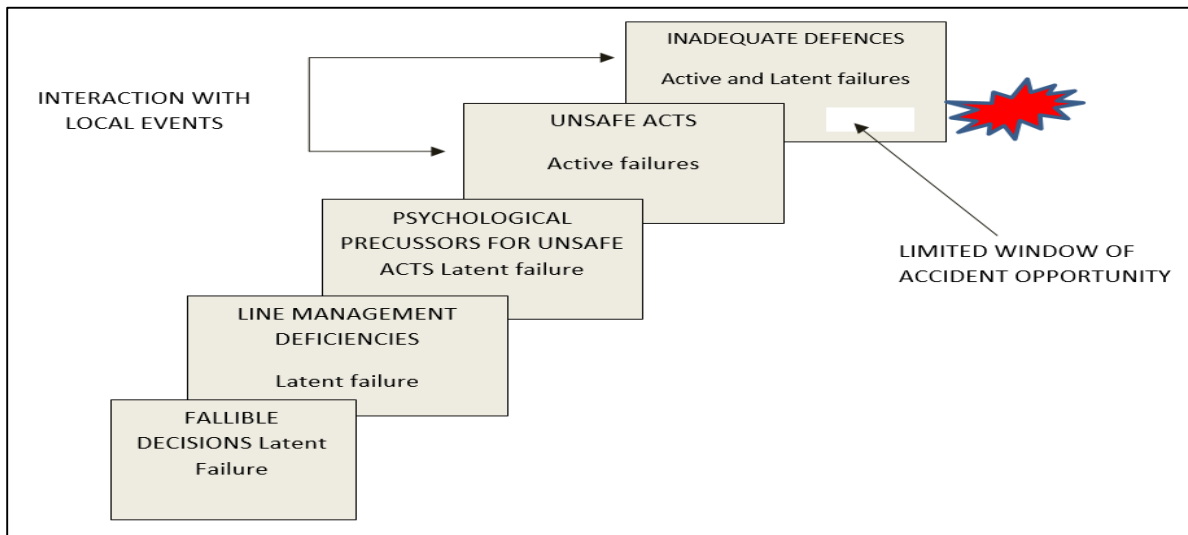 INADEQUATE DEFENCES
Active and Latent failures
INTERACTION WITH
LOCAL EVENTS
UNSAFE ACTS
Active failures
PSYCHOLOGICAL
PRECUSSORS FOR UNSAFE
ACTS Latent failure
LIMITED WINDOW OF
ACCIDENT OPPORTUNITY
LINE MANAGEMENT
DEFICIENCIES
Latent failure
FALLIBLE
DECISIONS Latent
Failure